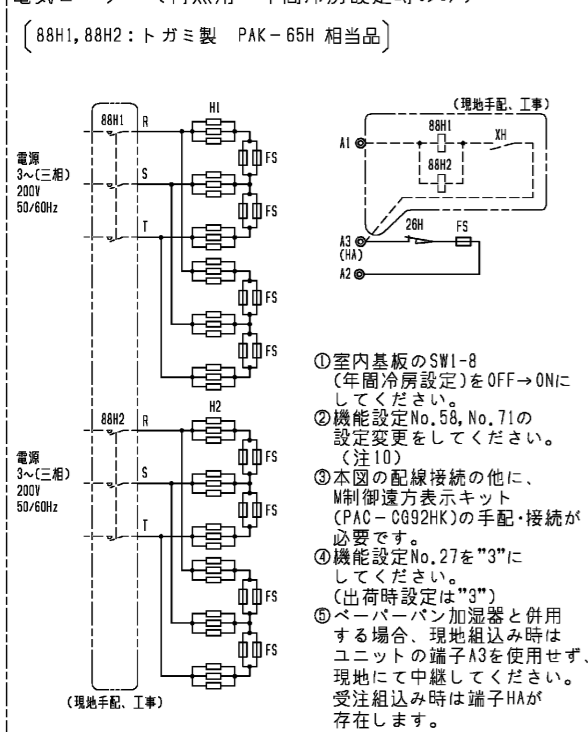 [88H1,88H2:トガミ製 PAK-65H 相当品]
(現地手配、工事)
88H1
R
H1
FS
電源
3~(三相)
200V
50/60Hz
S
FS
T
FS
FS
A1
88H1
XH
88H2
A3
(HA)
26H
FS
A2
88H2
R
H2
FS
電源
3~(三相)
200V
50/60Hz
S
FS
T
FS
FS
(現地手配、工事)
①室内基板のSW1-8
(年間冷房設定)をOFF→ONに
してください。
②機能設定No.58,No.71の
設定変更をしてください。
(注10)
③本図の配線接続の他に、
M制御遠方表示キット
(PAC-CG92HK)の手配・接続が
必要です。
④機能設定No.27を"3"に
してください。
(出荷時設定は"3")
⑤ペーパーパン加湿器と併用
する場合、現地組込み時は
ユニットの端子A3を使用せず、
現地にて中継してください。
受注組込み時は端子HAが
存在します。